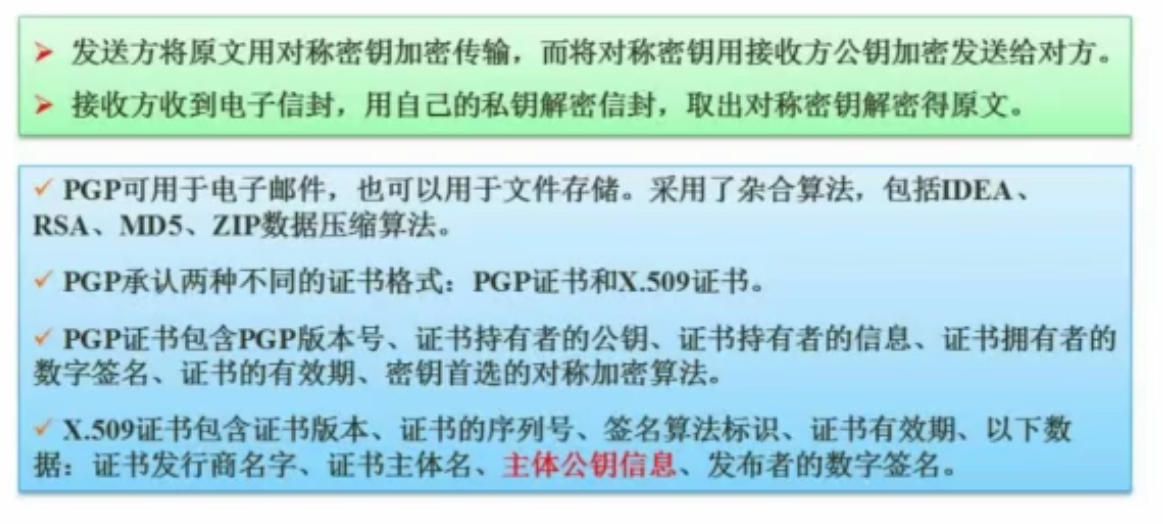 ➤ 发送方将原文用对称密钥加密传输，而将对称密钥用接收方公钥加密发送给对方。
➤ 接收方收到电子信封，用自己的私钥解密信封，取出对称密钥解密得原文。
✓ PGP可用于电子邮件，也可以用于文件存储。采用了杂合算法，包括IDEA、
RSA、MD5、ZIP数据压缩算法。
✓ PGP承认两种不同的证书格式：PGP证书和X.509证书。
✓ PGP证书包含PGP版本号、证书持有者的公钥、证书持有者的信息、证书拥有者的
数字签名、证书的有效期、密钥首选的对称加密算法。
✓ X.509证书包含证书版本、证书的序列号、签名算法标识、证书有效期、以下数
据：证书发行商名字、证书主体名、主体公钥信息、发布者的数字签名。